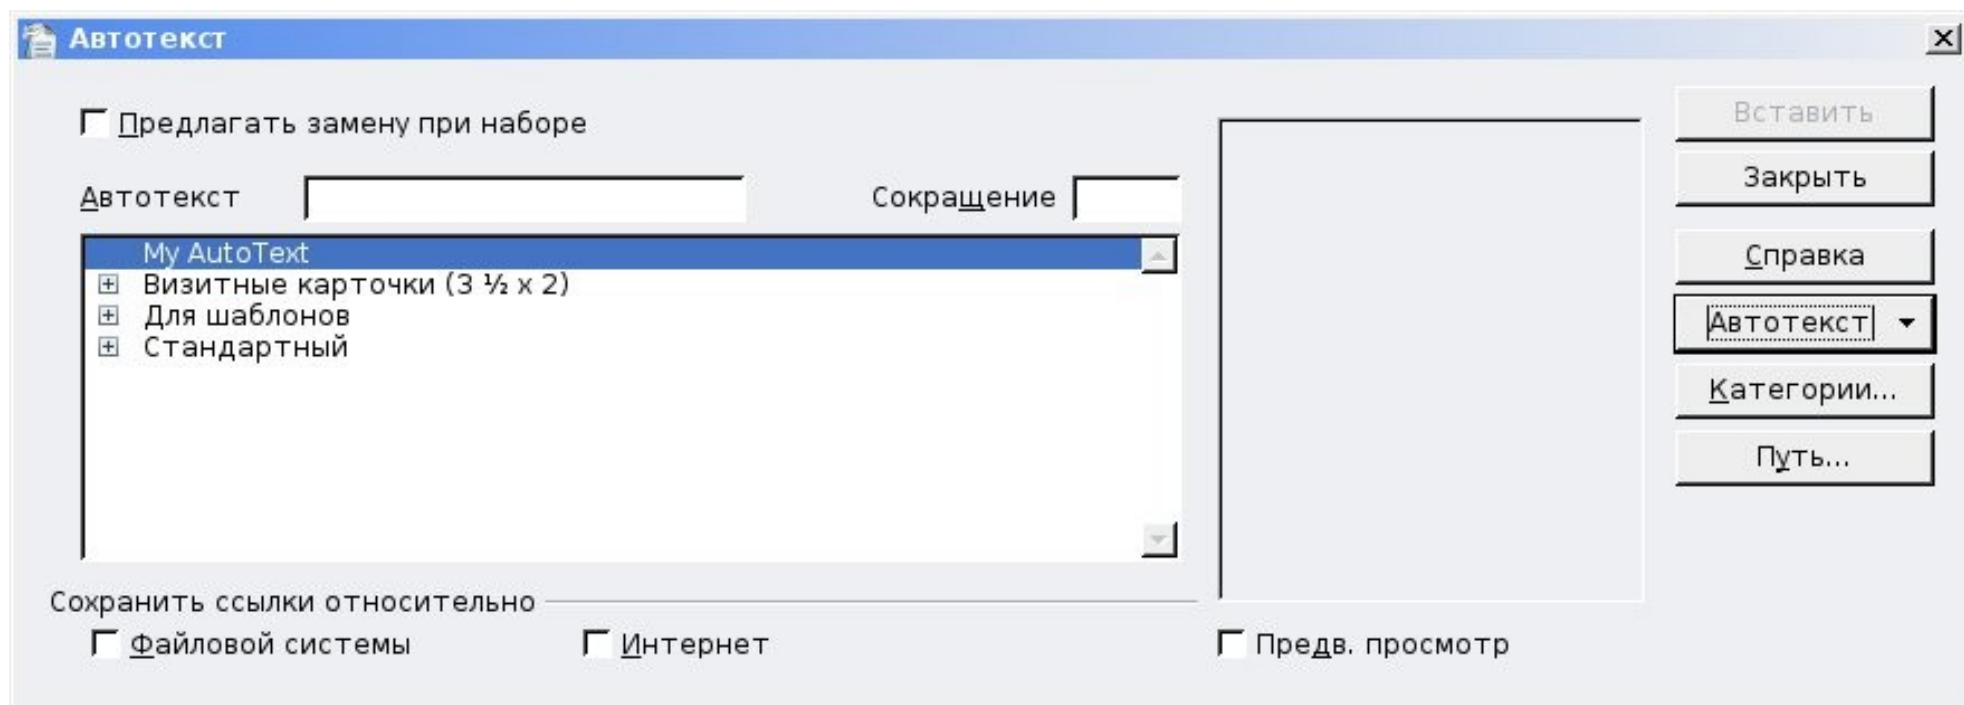 Автотекст
Предлагать замену при наборе
Автотекст
Сокращение
My AutoText
Визитные карточки (3 ½ x 2)
Для шаблонов
Стандартный
Сохранить ссылки относительно
Файловой системы
Интернет
Предв. просмотр
Вставить
Закрыть
Справка
Автотекст
Категории...
Путь...